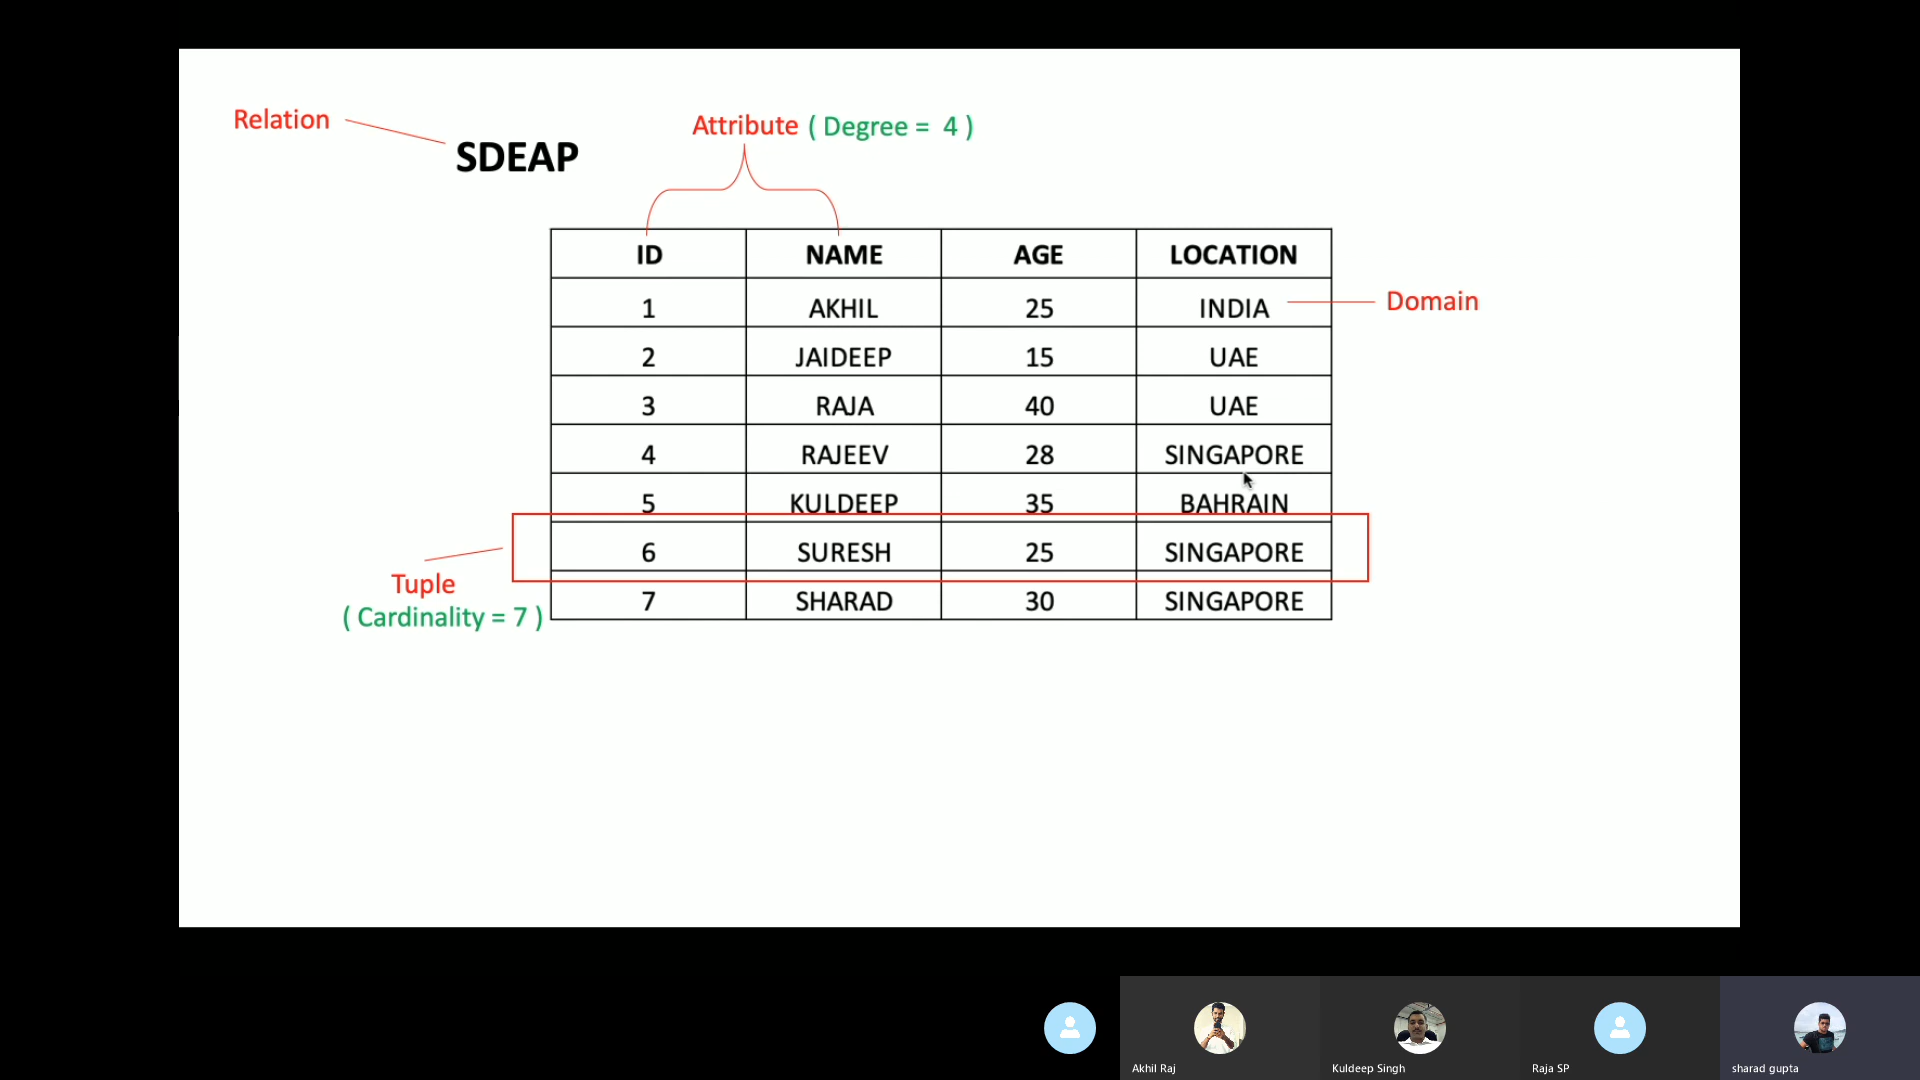 Relation
Attribute ( Degree = 4 )
SDEAP
ID NAME AGE LOCATION
1 AKHIL 25 INDIA
Domain
2 JAIDEEP 15 UAE
3 RAJA 40 UAE
4 RAJEEV 28 SINGAPORE
5 KULDEEP 35 BAHRAIN
6 SURESH 25 SINGAPORE
Tuple
( Cardinality = 7 )
7 SHARAD 30 SINGAPORE
Akhil Raj
Kuldeep Singh
Raja SP
sharad gupta